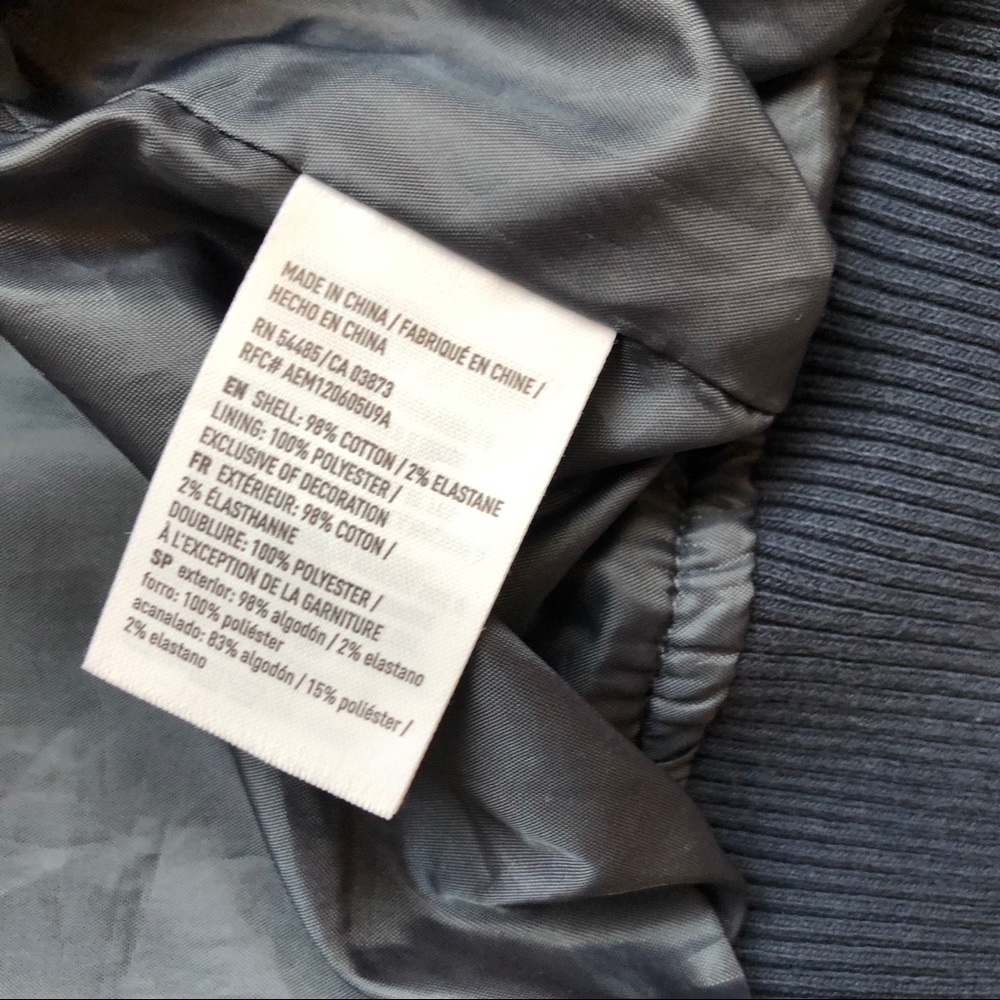 MADE IN CHINA / FABRIQUÉ EN CHINE /
HECHO EN CHINA
RN 54485 / CA 03873
RFC# AEM120605U9A
EN SHELL: 98% COTTON / 2% ELASTANE
LINING: 100% POLYESTER /
EXCLUSIVE OF DECORATION
FR EXTÉRIEUR: 98% COTON /
2% ÉLASTHANNE
DOUBLURE: 100% POLYESTER /
À L'EXCEPTION DE LA GARNITURE
SP exterior: 98% algodón / 2% elastano
forro: 100% poliéster
acanalado: 83% algodón / 15% poliéster /
2% elastano